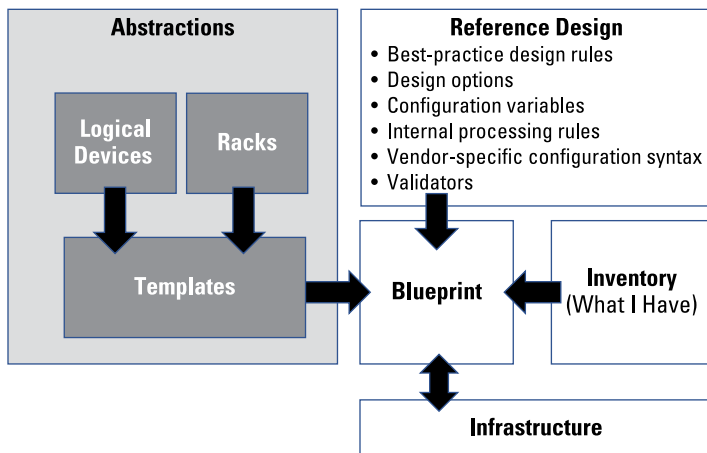 Abstractions
Logical
Devices
Racks
Templates
Reference Design
• Best-practice design rules
• Design options
• Configuration variables
• Internal processing rules
• Vendor-specific configuration syntax
• Validators
Blueprint
Inventory
(What I Have)
Infrastructure